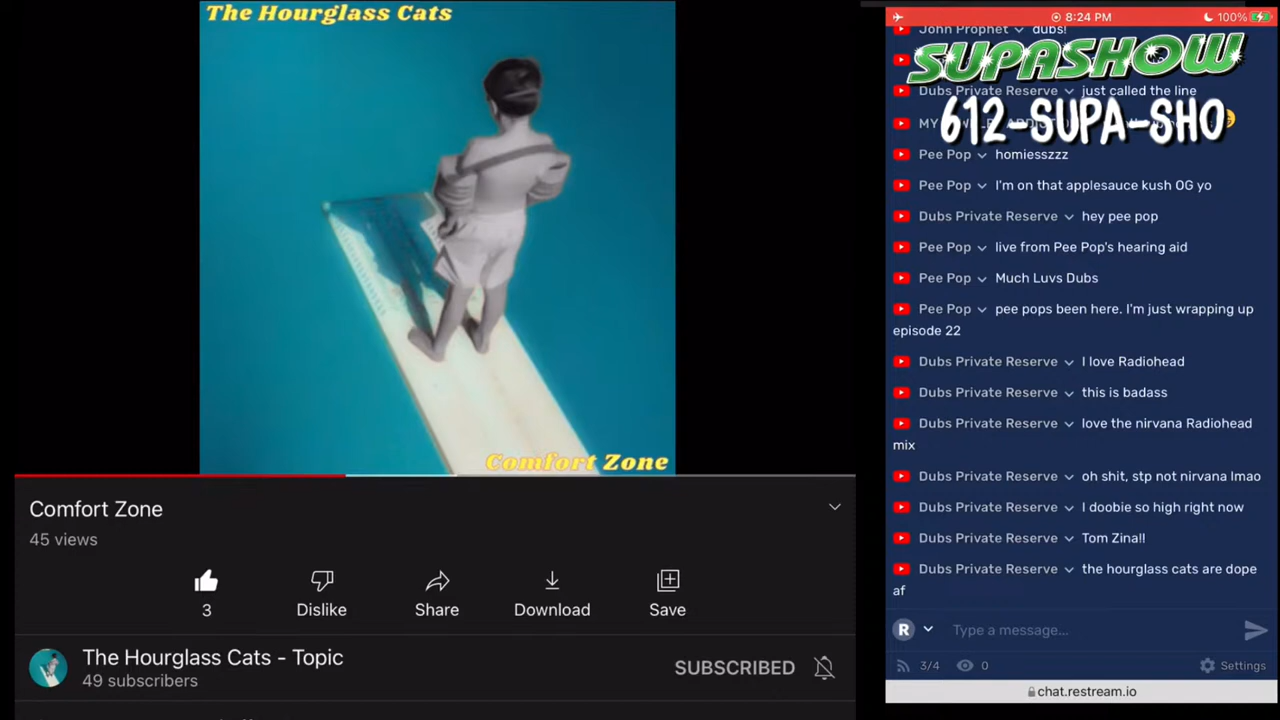 The Hourglass Cats
Comfort Zone
Comfort Zone
45 views
3
Dislike
Share
Download
Save
The Hourglass Cats - Topic
49 subscribers
SUBSCRIBED
8:24 PM
100%
John Prophet dubs!
SUPASHOW
Dubs Private Reserve just called the line
612-SUPA-SHO
Pee Pop homiesszzz
Pee Pop I'm on that applesauce kush OG yo
Dubs Private Reserve hey pee pop
Pee Pop live from Pee Pop's hearing aid
Pee Pop Much Luvs Dubs
Pee Pop pee pops been here. I'm just wrapping up
episode 22
Dubs Private Reserve I love Radiohead
Dubs Private Reserve this is badass
Dubs Private Reserve love the nirvana Radiohead
mix
Dubs Private Reserve oh shit, stp not nirvana lmao
Dubs Private Reserve I doobie so high right now
Dubs Private Reserve Tom Zina!!
Dubs Private Reserve the hourglass cats are dope
af
R Type a message...
3/4 0 Settings
chat.restream.io